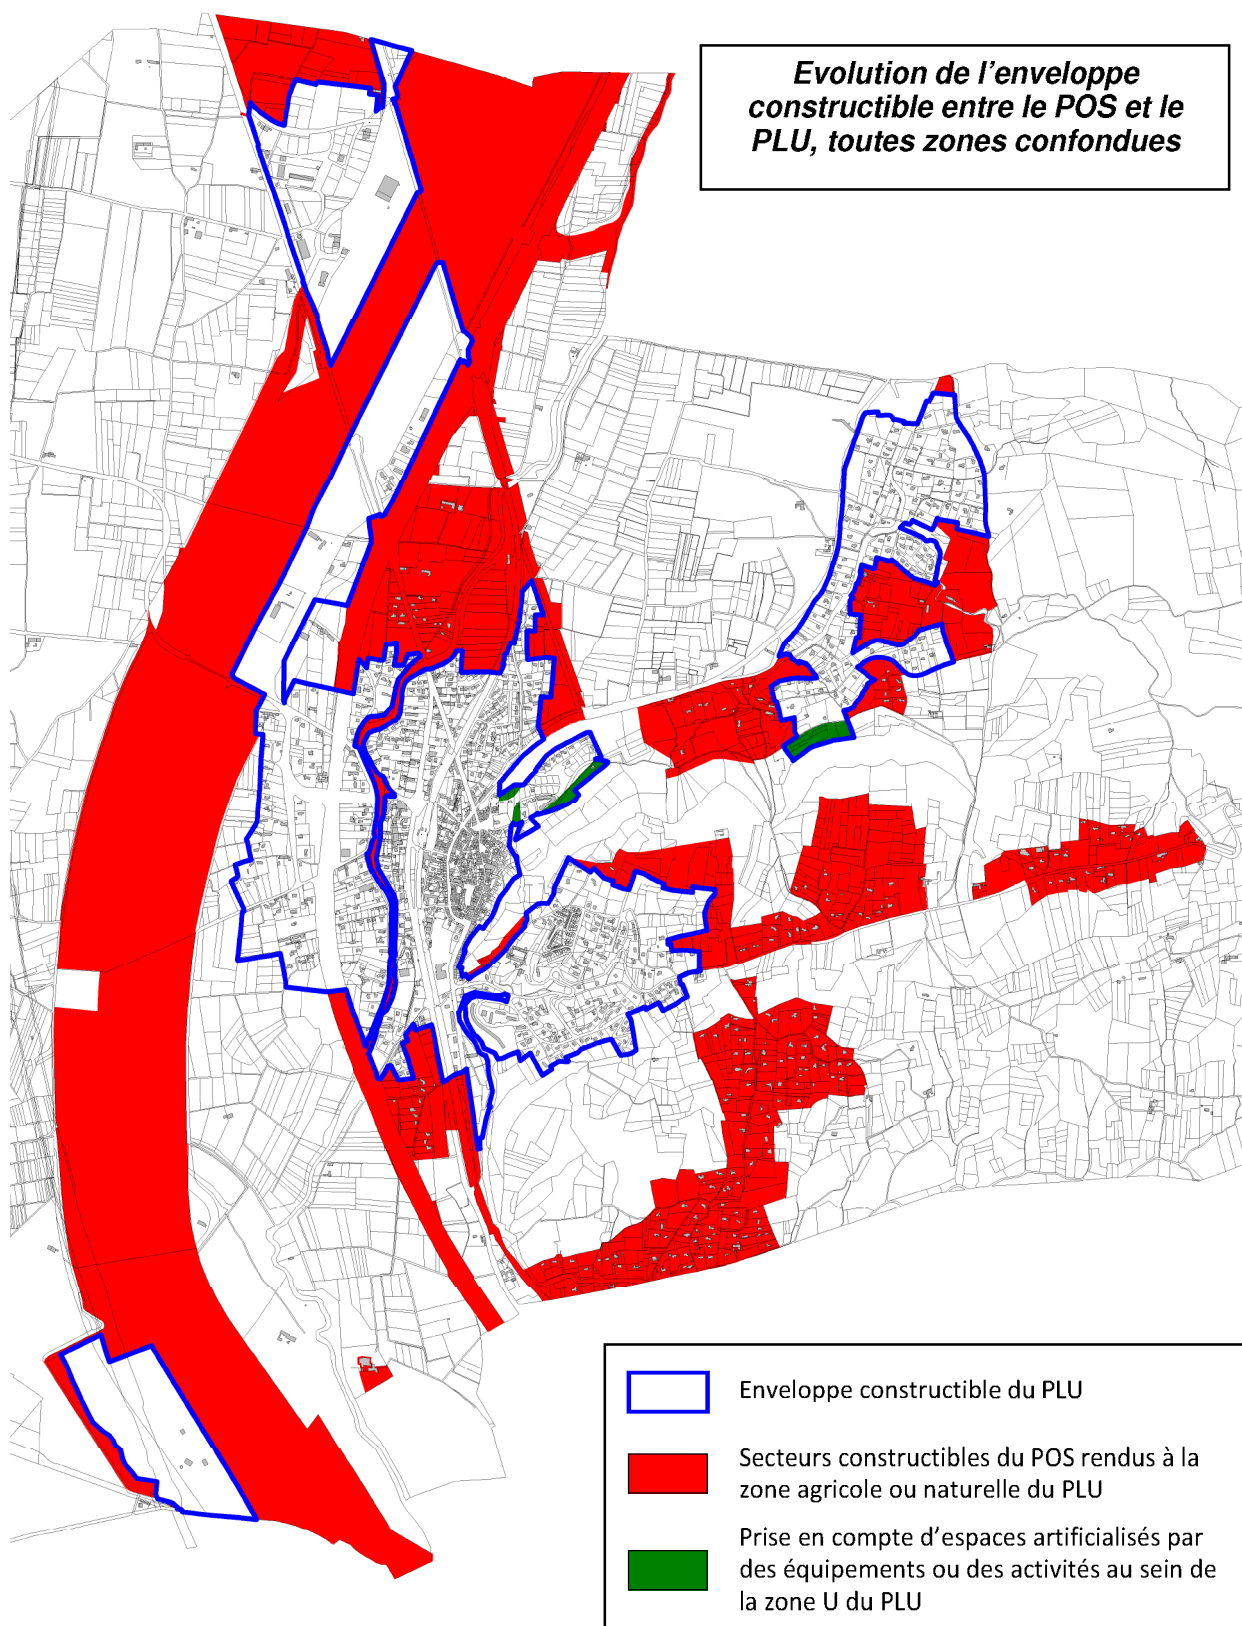 Evolution de l'enveloppe
constructible entre le POS et le
PLU, toutes zones confondues
Enveloppe constructible du PLU
Secteurs constructibles du POS rendus à la
zone agricole ou naturelle du PLU
Prise en compte d'espaces artificialisés par
des équipements ou des activités au sein de
la zone U du PLU